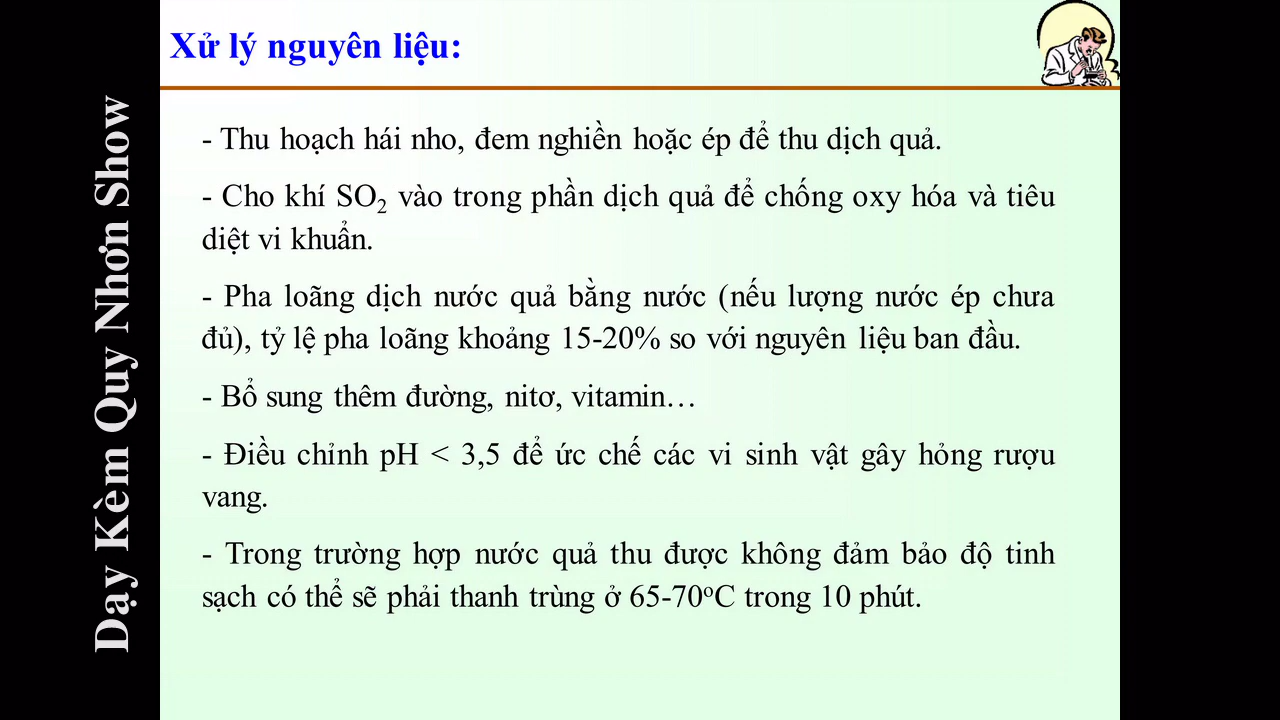 Xử lý nguyên liệu:
- Thu hoạch hái nho, đem nghiền hoặc ép để thu dịch quả.
- Cho khí SO₂ vào trong phần dịch quả để chống oxy hóa và tiêu
diệt vi khuẩn.
- Pha loãng dịch nước quả bằng nước (nếu lượng nước ép chưa
đủ), tỷ lệ pha loãng khoảng 15-20% so với nguyên liệu ban đầu.
- Bổ sung thêm đường, nitơ, vitamin…
- Điều chỉnh pH < 3,5 để ức chế các vi sinh vật gây hỏng rượu
vang.
- Trong trường hợp nước quả thu được không đảm bảo độ tinh
sạch có thể sẽ phải thanh trùng ở 65-70ᵒC trong 10 phút.
Dạy Kèm Quy Nhơn Show